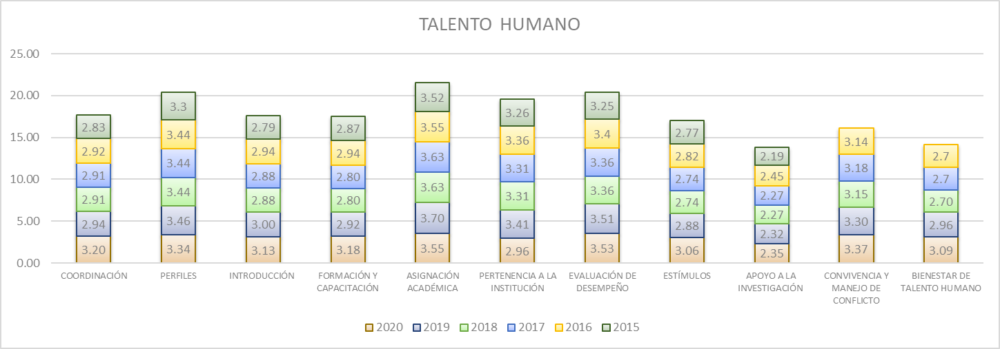 TALENTO HUMANO
25.00
20.00
15.00
10.00
5.00
0.00
2.83 3.3 2.79 2.87 3.52 3.26 3.25 2.77 2.19
2.92 3.44 2.94 2.94 3.55 3.36 3.4 2.82 2.45 3.14 2.7
2.91 3.44 2.88 2.80 3.63 3.31 3.36 2.74 2.27 3.18 2.7
2.91 3.44 2.88 2.80 3.63 3.31 3.36 2.74 2.27 3.15 2.70
2.94 3.46 3.00 2.92 3.70 3.41 3.51 2.88 2.32 3.30 2.96
3.20 3.34 3.13 3.18 3.55 2.96 3.53 3.06 2.35 3.37 3.09
COORDINACIÓN
PERFILES
INTRODUCCIÓN
FORMACIÓN Y
CAPACITACIÓN
ASIGNACIÓN
ACADÉMICA
PERTENENCIA A LA
INSTITUCIÓN
EVALUACIÓN DE
DESEMPEÑO
ESTÍMULOS
APOYO A LA
INVESTIGACIÓN
CONVIVENCIA Y
MANEJO DE
CONFLICTO
BIENESTAR DE
TALENTO HUMANO
2020 2019 2018 2017 2016 2015